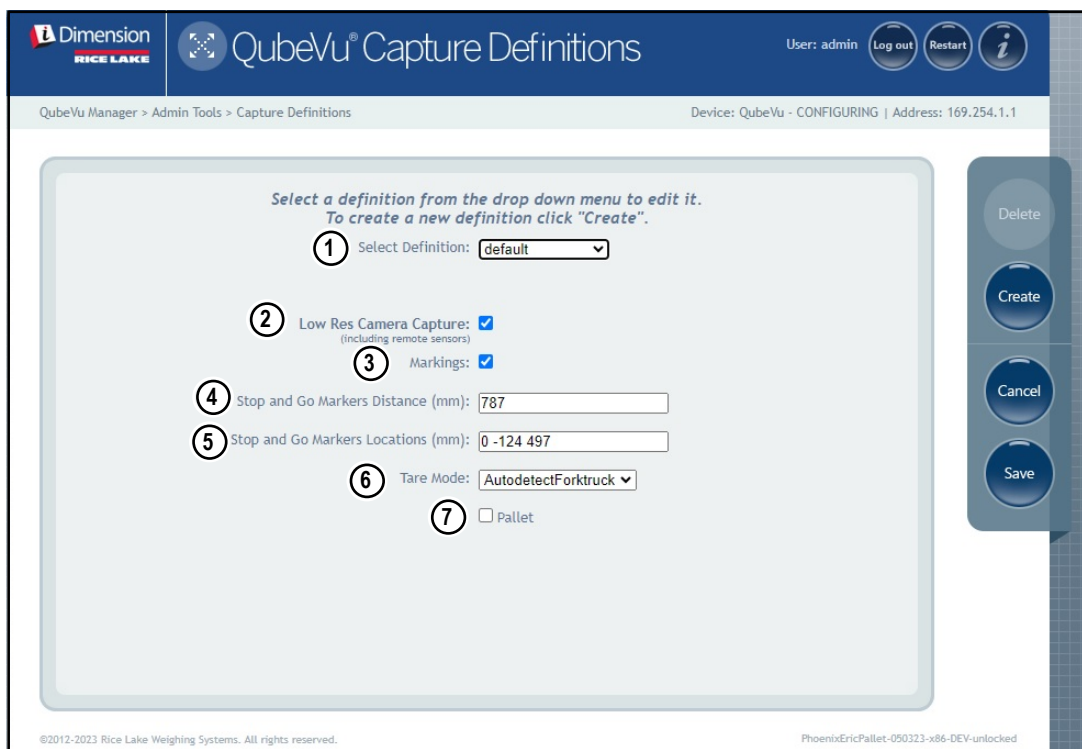 i Dimension
RICE LAKE
QubeVu® Capture Definitions
User: admin
Log out
Restart
i
QubeVu Manager > Admin Tools > Capture Definitions
Device: QubeVu - CONFIGURING | Address: 169.254.1.1
Select a definition from the drop down menu to edit it.
To create a new definition click "Create".
1 Select Definition: default
2 Low Res Camera Capture:
(including remote sensors)
3 Markings:
4 Stop and Go Markers Distance (mm): 787
5 Stop and Go Markers Locations (mm): 0 -124 497
6 Tare Mode: AutodetectForktruck
7 Pallet
Delete
Create
Cancel
Save
©2012-2023 Rice Lake Weighing Systems. All rights reserved.
PhoenixEricPallet-050323-x86-DEV-unlocked